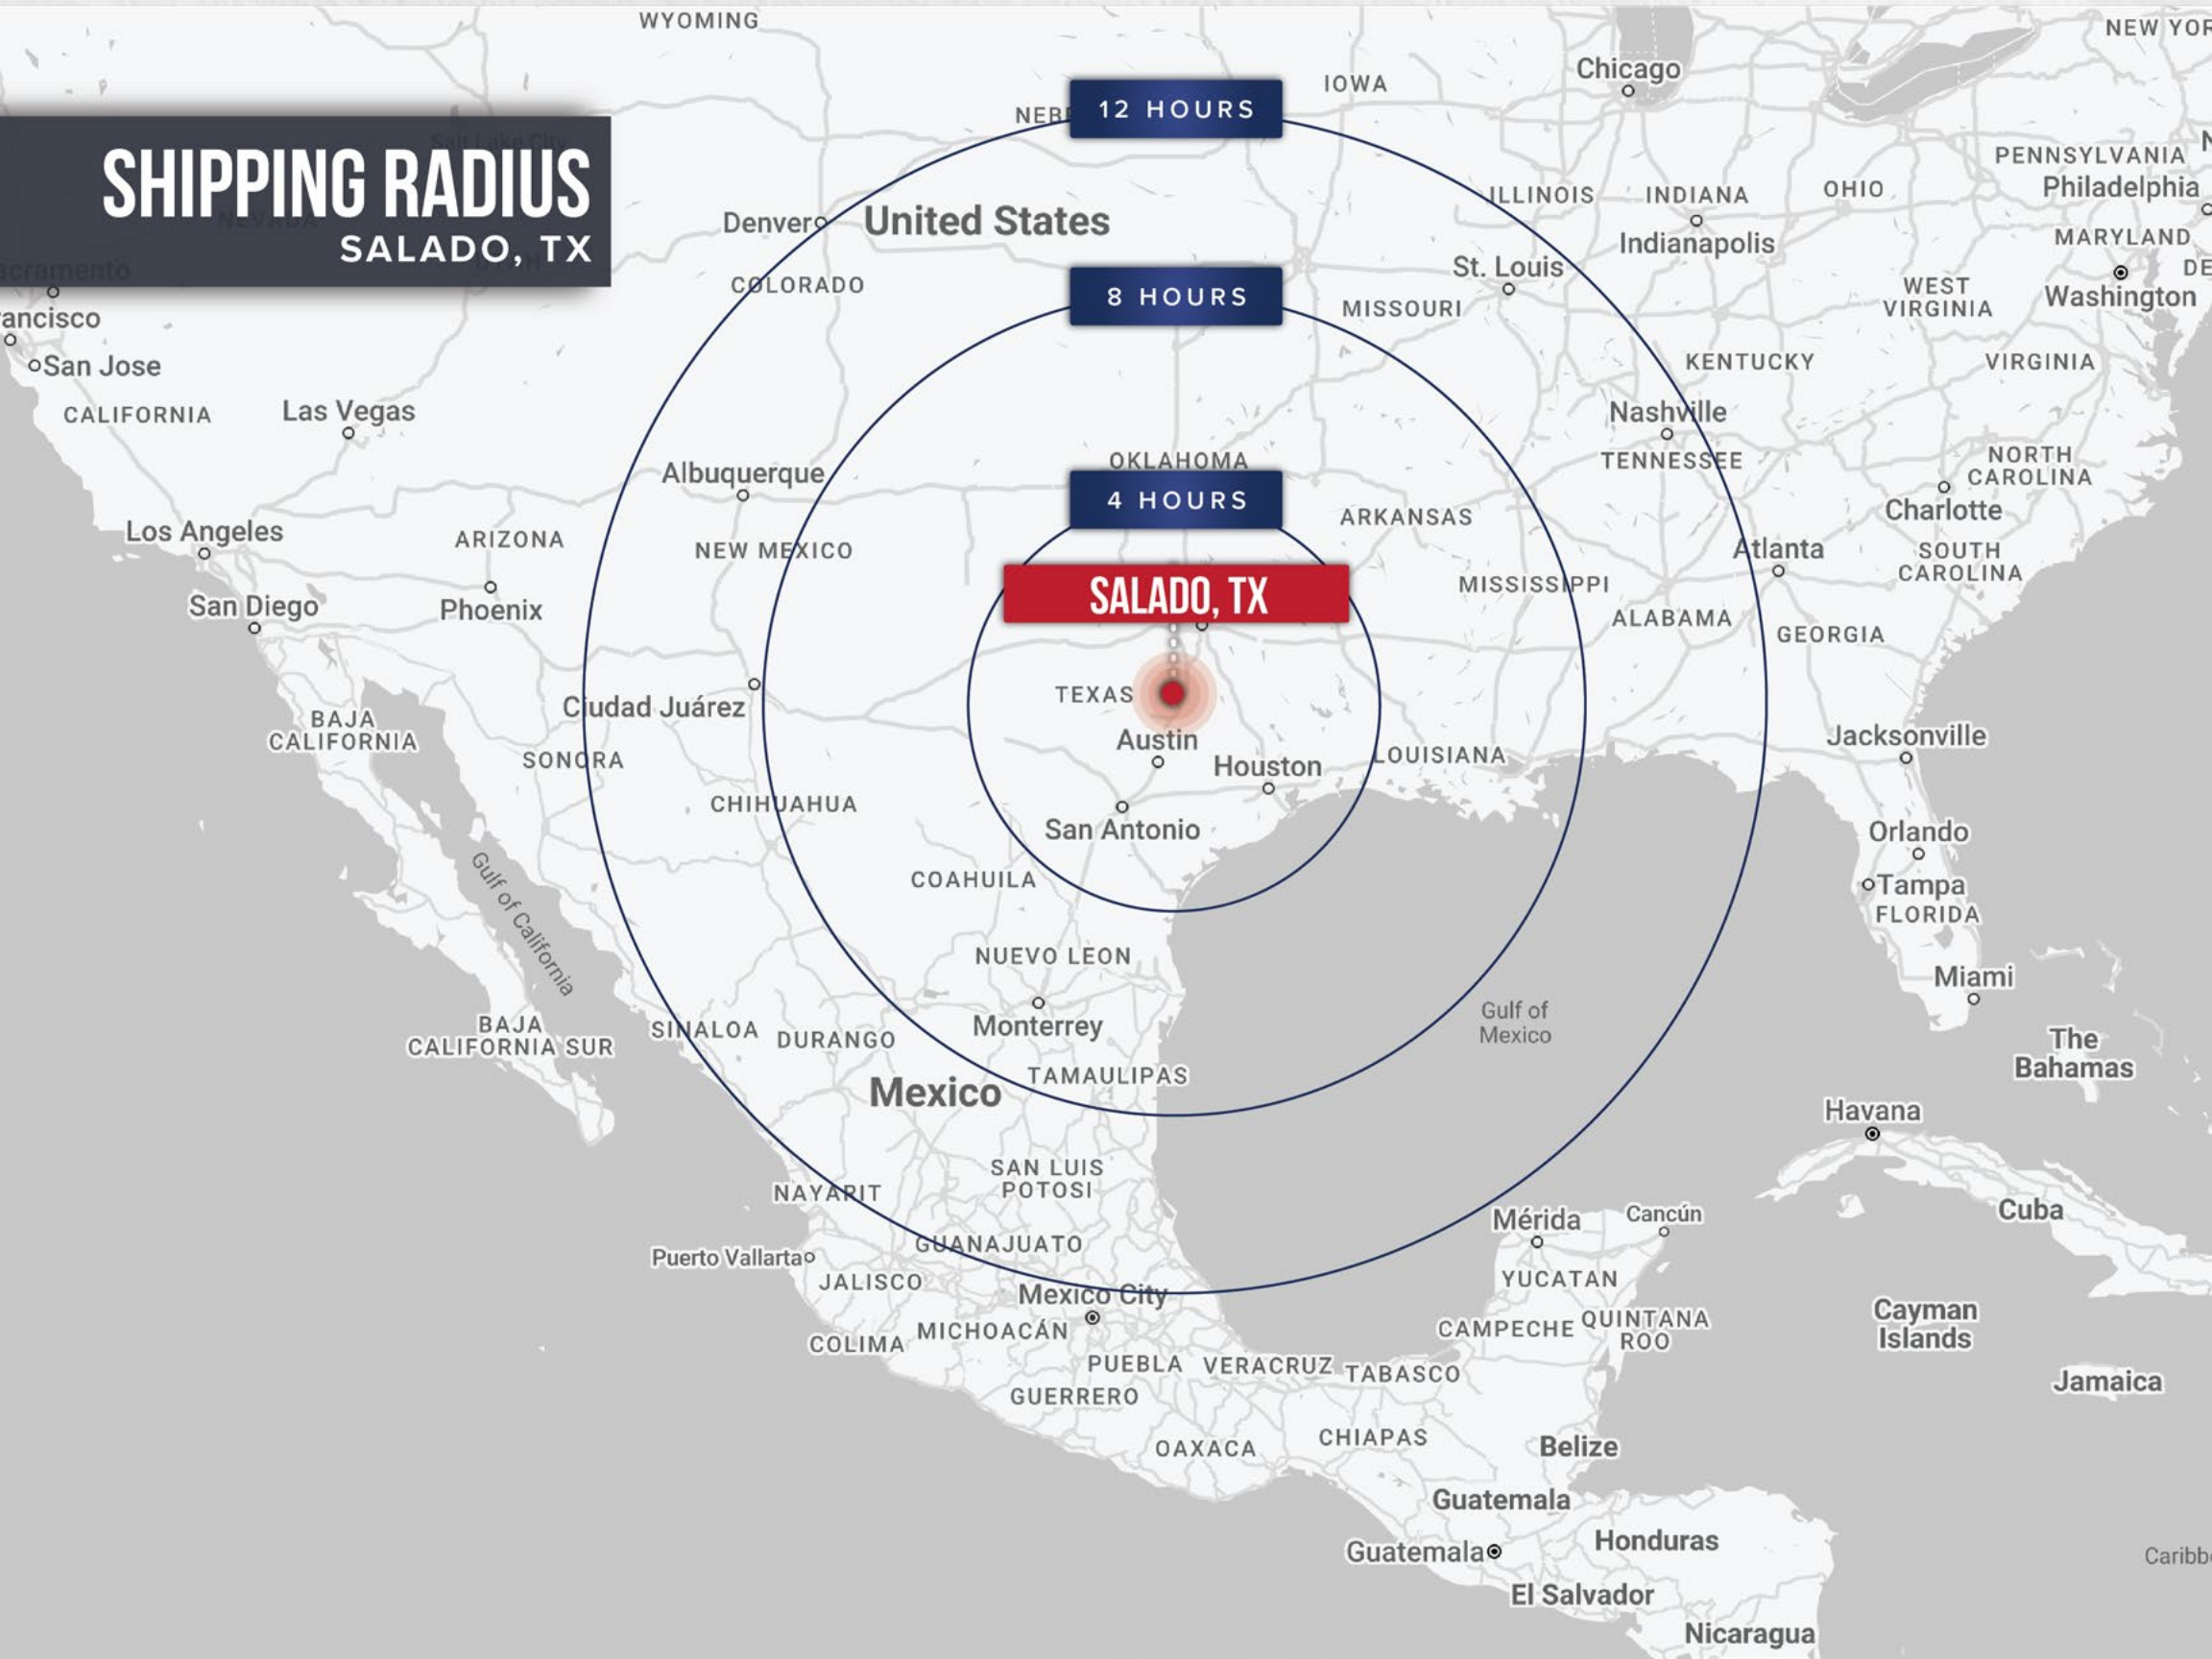 WYOMING
NEW YOR
IOWA
Chicago
12 HOURS
SHIPPING RADIUS
SALADO, TX
PENNSYLVANIA
Philadelphia
ILLINOIS
INDIANA
OHIO
Denver
United States
Indianapolis
MARYLAND
St. Louis
COLORADO
8 HOURS
MISSOURI
WEST
VIRGINIA
Washington
San Jose
KENTUCKY
VIRGINIA
CALIFORNIA
Las Vegas
Nashville
TENNESSEE
NORTH
CAROLINA
Albuquerque
OKLAHOMA
4 HOURS
ARKANSAS
Charlotte
Los Angeles
ARIZONA
NEW MEXICO
Atlanta
SOUTH
CAROLINA
San Diego
Phoenix
SALADO, TX
MISSISSIPPI
ALABAMA
GEORGIA
TEXAS
Ciudad Juárez
BAJA
CALIFORNIA
Austin
Jacksonville
SONORA
Houston
LOUISIANA
CHIHUAHUA
San Antonio
Orlando
COAHUILA
Tampa
FLORIDA
Gulf of California
NUEVO LEON
Miami
Monterrey
Gulf of
Mexico
BAJA
CALIFORNIA SUR
SINALOA
DURANGO
The
Bahamas
TAMAULIPAS
Mexico
Havana
SAN LUIS
POTOSI
NAYARIT
Mérida
Cancún
Cuba
Puerto Vallarta
GUANAJUATO
JALISCO
YUCATAN
Mexico City
Cayman
Islands
COLIMA
MICHOACÁN
CAMPECHE
QUINTANA
ROO
PUEBLA
VERACRUZ
TABASCO
GUERRERO
Jamaica
OAXACA
CHIAPAS
Belize
Guatemala
Honduras
Guatemala
El Salvador
Caribb
Nicaragua